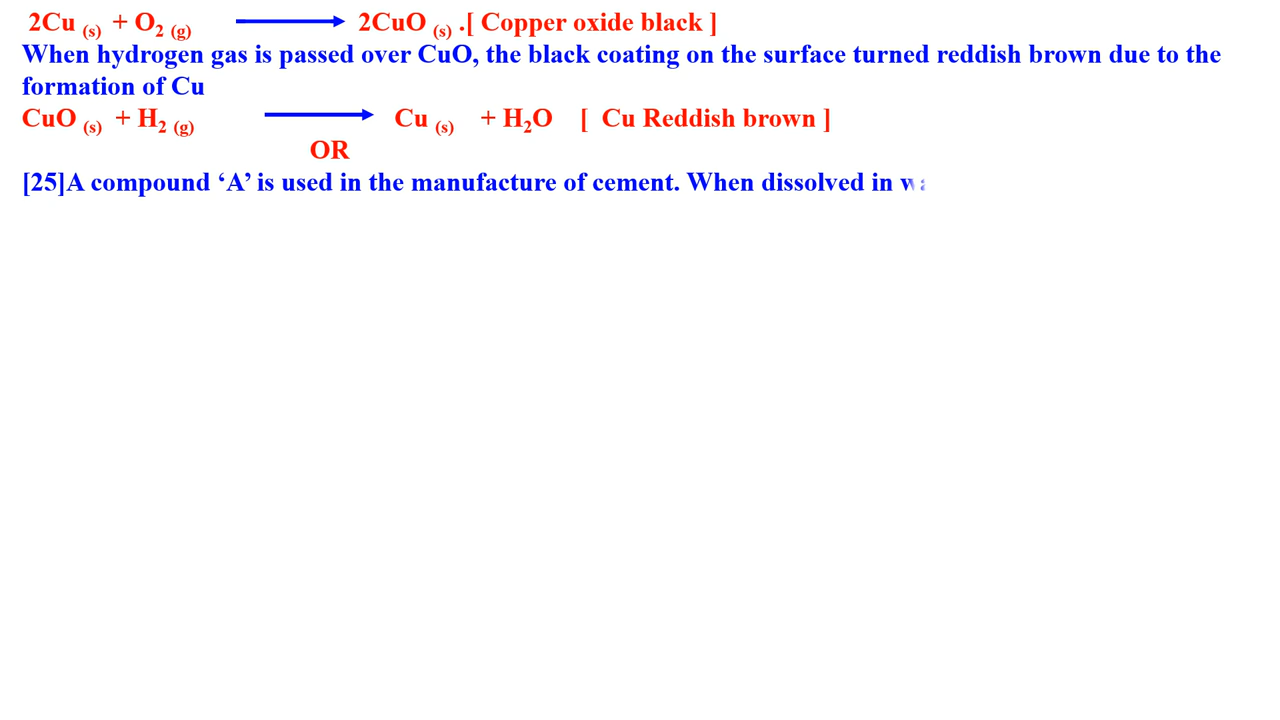 2Cu (s) + O2 (g) ⟶ 2CuO (s) .[ Copper oxide black ]
When hydrogen gas is passed over CuO, the black coating on the surface turned reddish brown due to the
formation of Cu
CuO (s) + H2 (g) ⟶ Cu (s) + H2O [ Cu Reddish brown ]
OR
[25]A compound ‘A’ is used in the manufacture of cement. When dissolved in